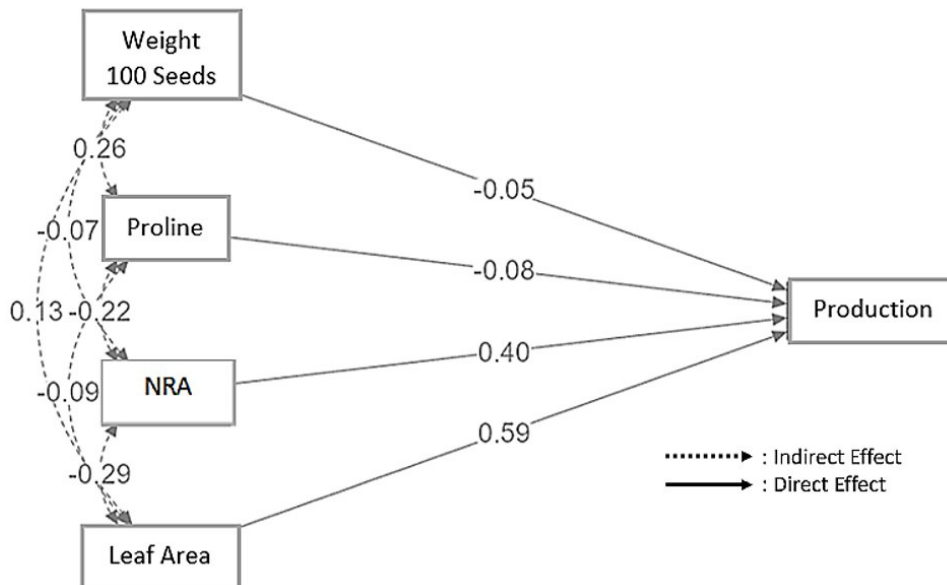 Weight
100 Seeds
0.26
-0.05
Proline
-0.07
-0.08
Production
0.13
-0.22
0.40
NRA
-0.09
0.59
: Indirect Effect
-0.29
: Direct Effect
Leaf Area